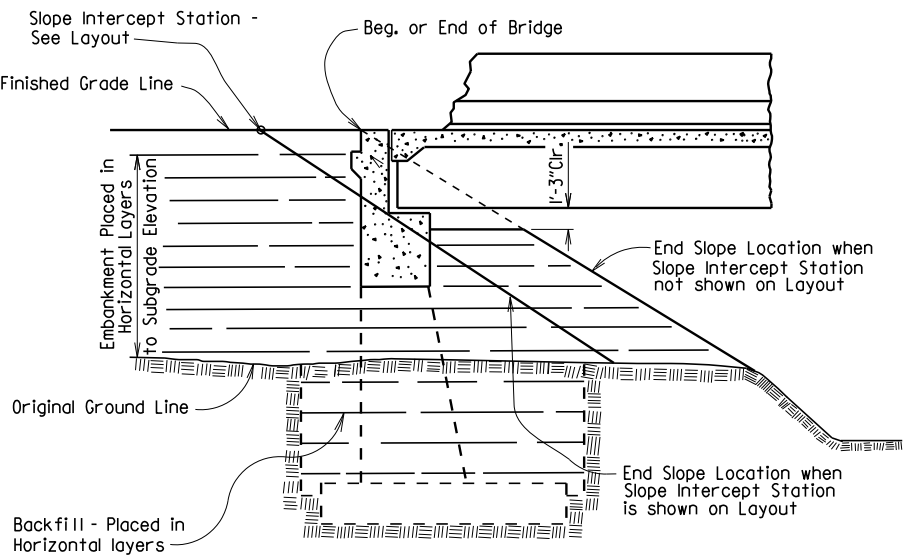 Slope Intercept Station -
See Layout
Beg. or End of Bridge
Finished Grade Line
1'-3"Clr
Embankment Placed in
Horizontal Layers
to Subgrade Elevation
End Slope Location when
Slope Intercept Station
not shown on Layout
Original Ground Line
End Slope Location when
Slope Intercept Station
is shown on Layout
Backfill - Placed in
Horizontal layers